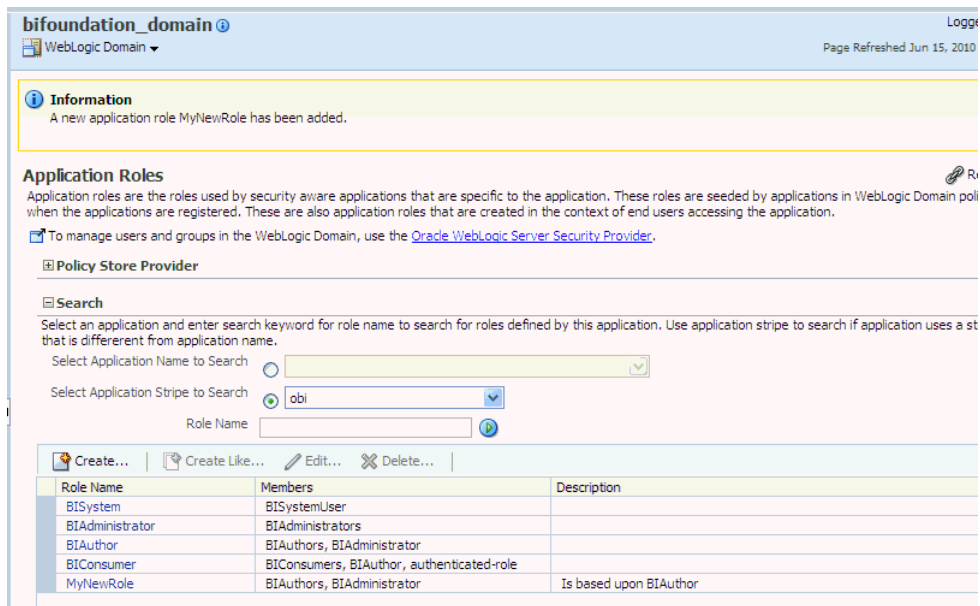 bifoundation_domain
Logge
WebLogic Domain
Page Refreshed Jun 15, 2010
Information
A new application role MyNewRole has been added.
Application Roles
Re
Application roles are the roles used by security aware applications that are specific to the application. These roles are seeded by applications in WebLogic Domain poli
when the applications are registered. These are also application roles that are created in the context of end users accessing the application.
To manage users and groups in the WebLogic Domain, use the Oracle WebLogic Server Security Provider.
Policy Store Provider
Search
Select an application and enter search keyword for role name to search for roles defined by this application. Use application stripe to search if application uses a st
that is differerent from application name.
Select Application Name to Search
Select Application Stripe to Search obi
Role Name
Create... Create Like... Edit... Delete...
Role Name Members Description
BISystem BISystemUser
BIAdministrator BIAdministrators
BIAuthor BIAuthors, BIAdministrator
BIConsumer BIConsumers, BIAuthor, authenticated-role
MyNewRole BIAuthors, BIAdministrator Is based upon BIAuthor